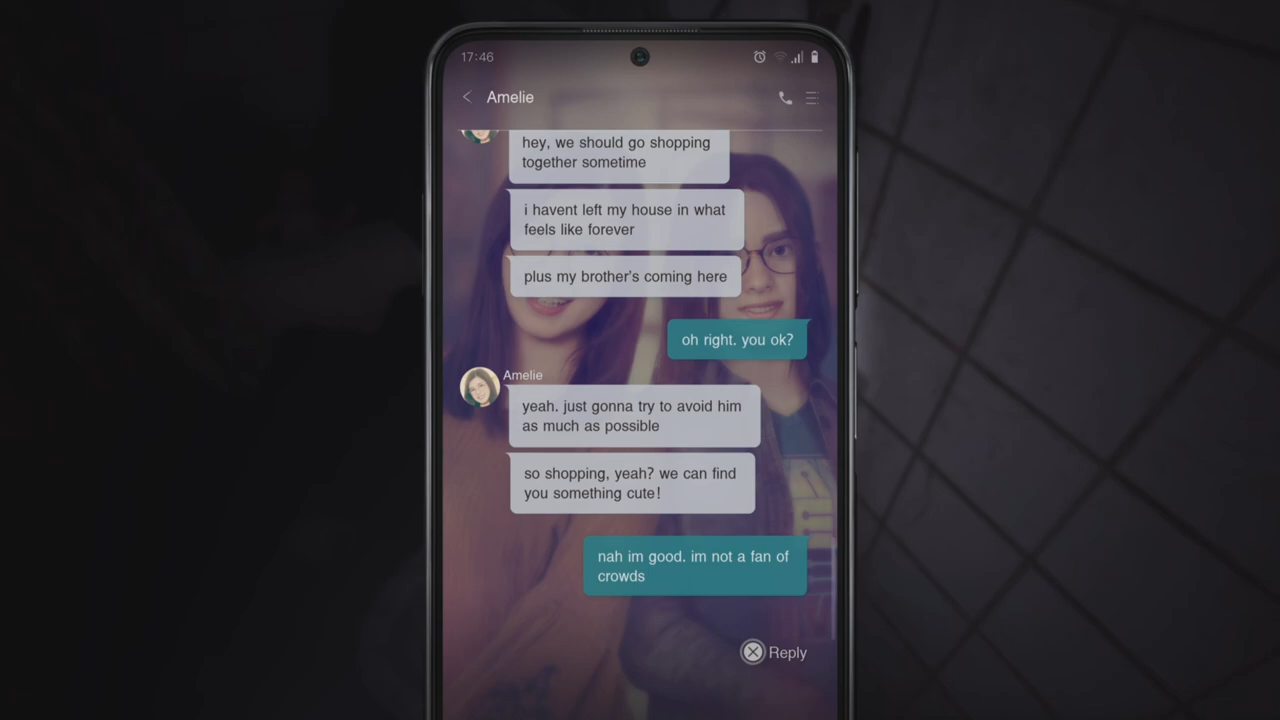 17:46
Amelie
hey, we should go shopping
together sometime
i havent left my house in what
feels like forever
plus my brother's coming here
oh right. you ok?
Amelie
yeah. just gonna try to avoid him
as much as possible
so shopping, yeah? we can find
you something cute!
nah im good. im not a fan of
crowds
Reply